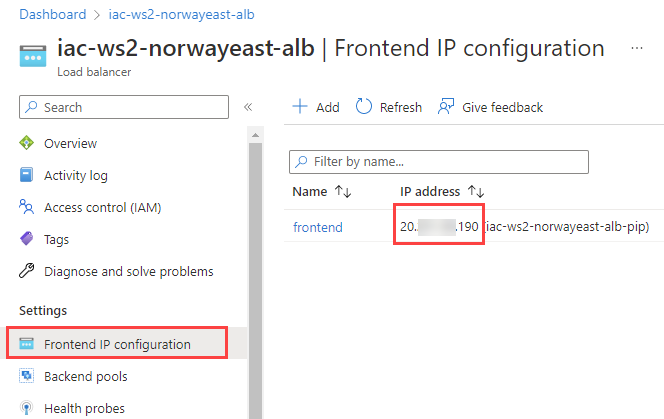 Dashboard > iac-ws2-norwayeast-alb
iac-ws2-norwayeast-alb | Frontend IP configuration ...
Load balancer
Search «
+ Add Refresh Give feedback
Overview
Activity log
Access control (IAM)
Tags
Diagnose and solve problems
Settings
Frontend IP configuration
Backend pools
Health probes
Filter by name...
Name ↑↓ IP address ↑↓
frontend 20. .190 (iac-ws2-norwayeast-alb-pip)